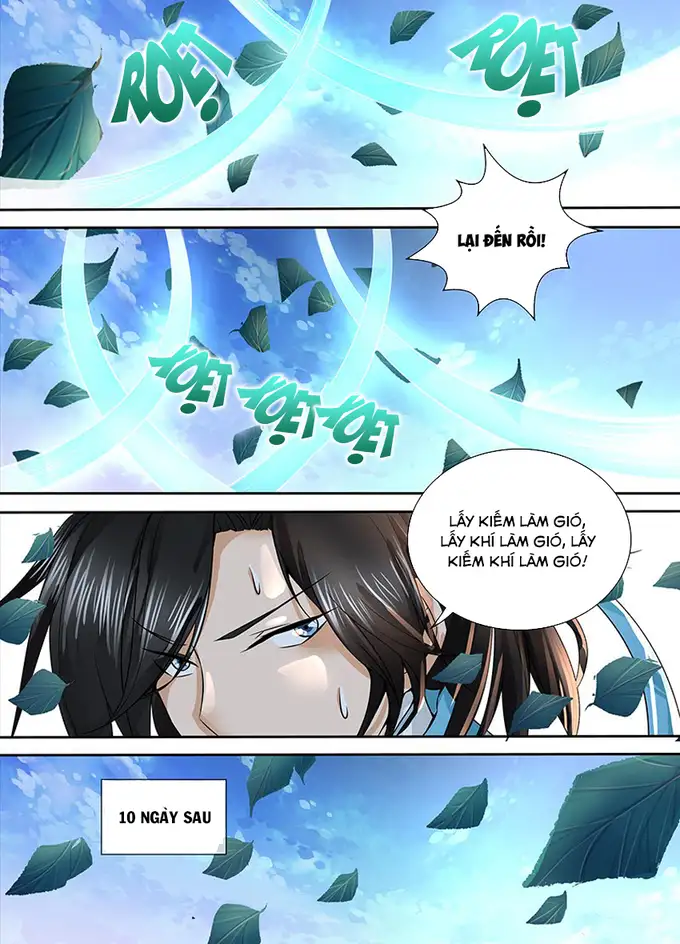 ROẸT
ROẸT
LẠI ĐẾN RỒI!
XOẸT XOẸT XOẸT
LẤY KIẾM LÀM GIÓ,
LẤY KHÍ LÀM GIÓ, LẤY
KIẾM KHÍ LÀM GIÓ!
10 NGÀY SAU